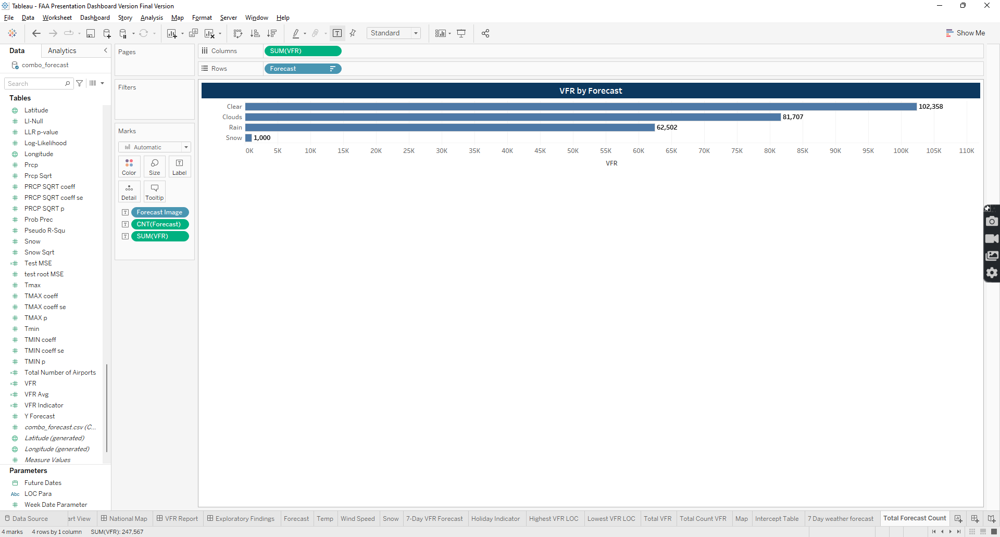 Tableau - FAA Presentation Dashboard Version Final Version
File Data Worksheet Dashboard Story Analysis Map Format Server Window Help
Standard
Show Me
Data Analytics
combo_forecast
Search
Tables
Latitude
Ll-Null
LLR p-value
Log-Likelihood
Longitude
Prcp
Prcp Sqrt
PRCP SQRT coeff
PRCP SQRT coeff se
PRCP SQRT p
Prob Prec
Pseudo R-Squ
Snow
Snow Sqrt
Test MSE
test root MSE
Tmax
TMAX coeff
TMAX coeff se
TMAX p
Tmin
TMIN coeff
TMIN coeff se
TMIN p
Total Number of Airports
VFR
VFR Avg
VFR Indicator
Y Forecast
combo_forecast.csv (C...
Latitude (generated)
Longitude (generated)
Measure Values
Parameters
Future Dates
Abc LOC Para
Week Date Parameter
Pages
Filters
Marks
Automatic
Color Size Label
Detail Tooltip
Forecast Image
CNT(Forecast)
SUM(VFR)
Columns SUM(VFR)
Rows Forecast
VFR by Forecast
Clear 102,358
Clouds 81,707
Rain 62,502
Snow 1,000
0K 5K 10K 15K 20K 25K 30K 35K 40K 45K 50K 55K 60K 65K 70K 75K 80K 85K 90K 95K 100K 105K 110K
VFR
Data Source art View National Map VFR Report Exploratory Findings Forecast Temp Wind Speed Snow 7-Day VFR Forecast Holiday Indicator Highest VFR LOC Lowest VFR LOC Total VFR Total Count VFR Map Intercept Table 7 Day weather forecast Total Forecast Count
4 marks 4 rows by 1 column SUM(VFR): 247,567